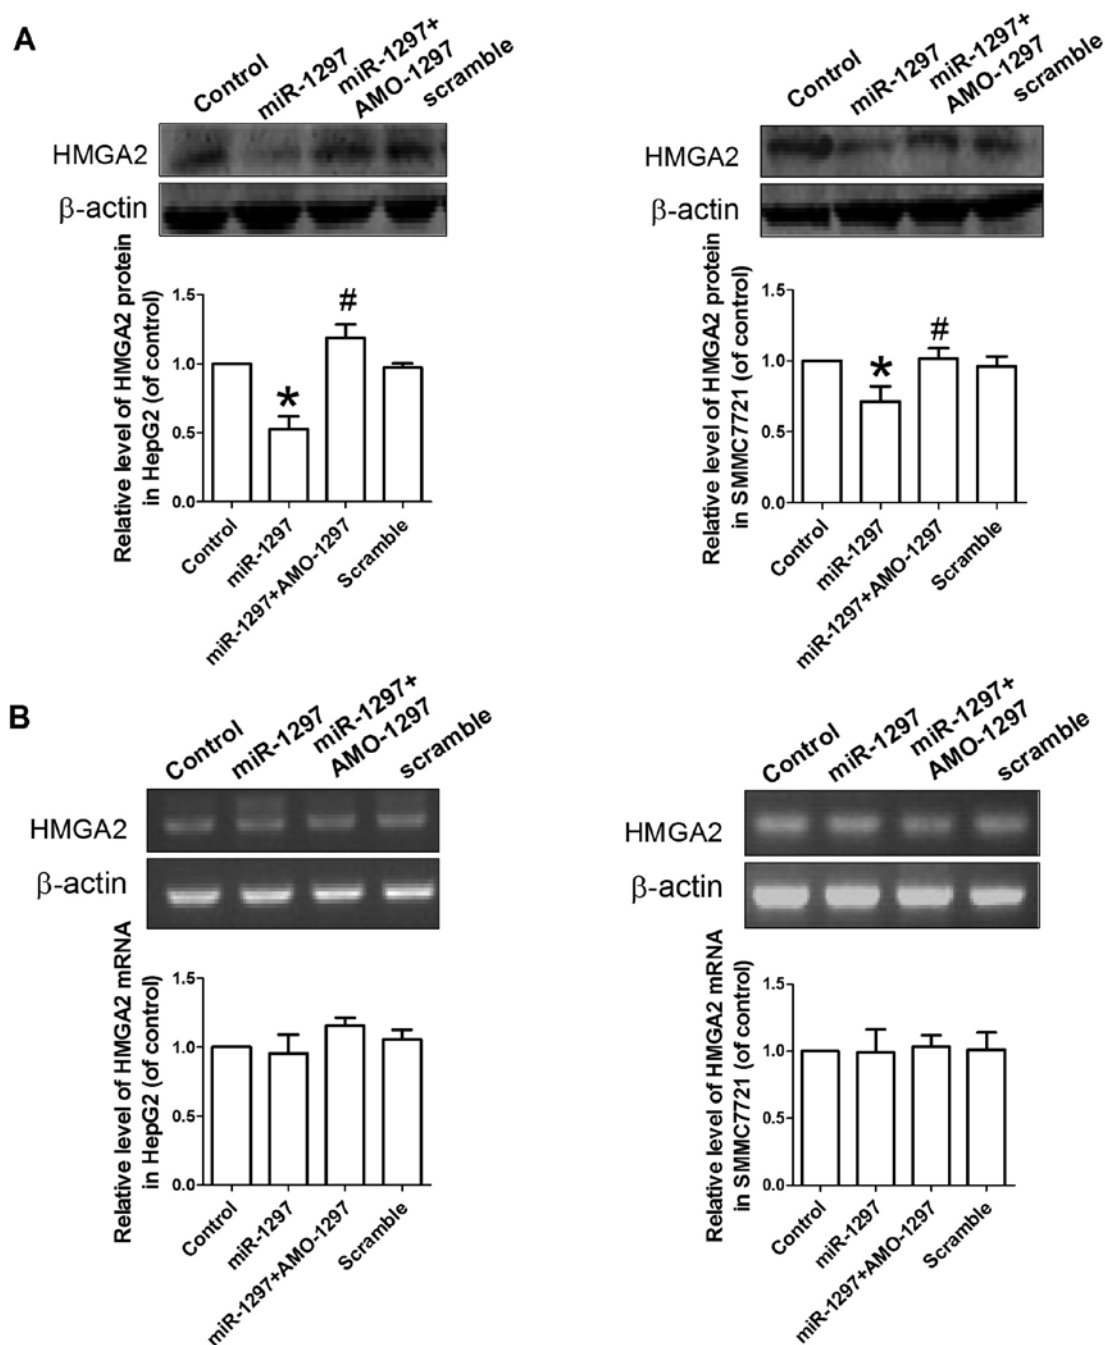 A
Control
miR-1297
miR-1297+
AMO-1297
scramble
HMGA2
β-actin
Relative level of HMGA2 protein
in HepG2 (of control)
1.5
1.0
0.5
0.0
*
#
Control
miR-1297
miR-1297+AMO-1297
Scramble
Control
miR-1297
miR-1297+
AMO-1297
scramble
HMGA2
β-actin
Relative level of HMGA2 protein
in SMMC7721 (of control)
1.5
1.0
0.5
0.0
*
#
Control
miR-1297
miR-1297+AMO-1297
Scramble
B
Control
miR-1297
miR-1297+
AMO-1297
scramble
HMGA2
β-actin
Relative level of HMGA2 mRNA
in HepG2 (of control)
1.5
1.0
0.5
0.0
Control
miR-1297
miR-1297+AMO-1297
Scramble
Control
miR-1297
miR-1297+
AMO-1297
scramble
HMGA2
β-actin
Relative level of HMGA2 mRNA
in SMMC7721 (of control)
1.5
1.0
0.5
0.0
Control
miR-1297
miR-1297+AMO-1297
Scramble